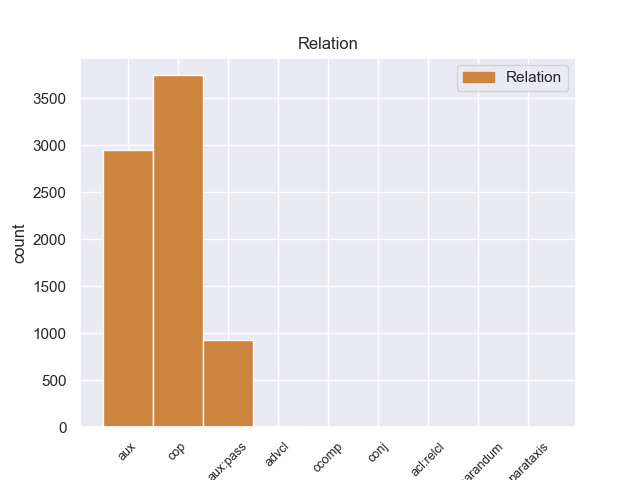 Relation
Relation
count
3500
3000
2500
2000
1500
1000
500
0
aux
cop
aux:pass
advcl
ccomp
conj
acl:relcl
parataxis